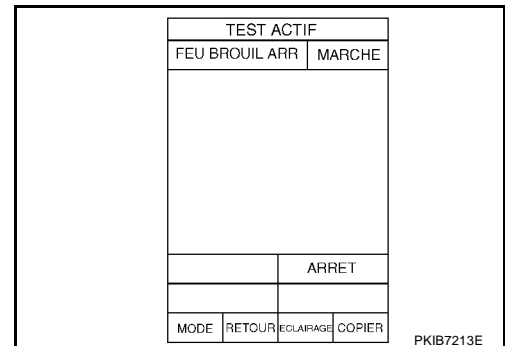 TEST ACTIF
FEU BROUIL ARR MARCHE
ARRET
MODE RETOUR ECLAIRAGE COPIER
PKIB7213E